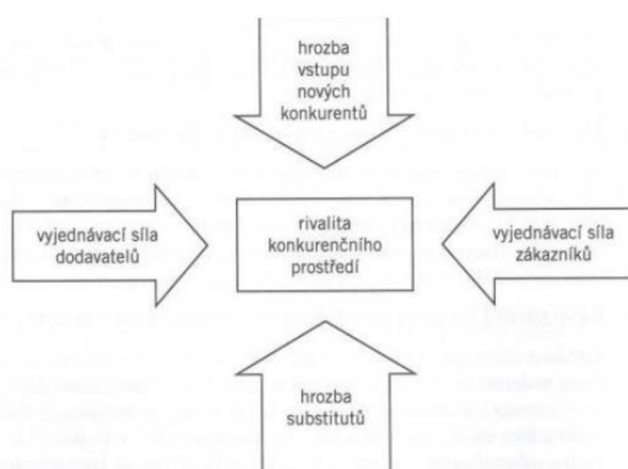 hrozba
vstupu
nových
konkurentů
vyjednávací síla
dodavatelů
rivalita
konkurenčního
prostředí
vyjednávací síla
zákazníků
hrozba
substitutů